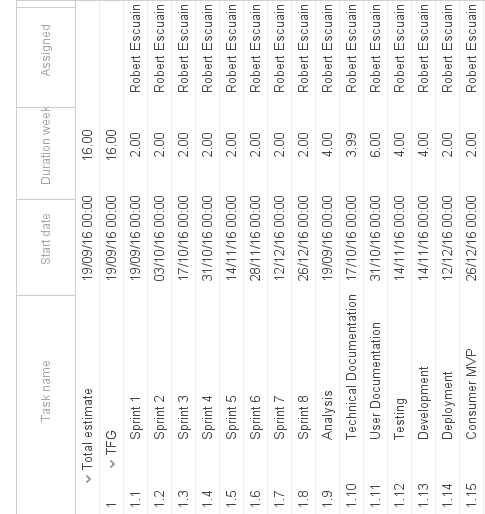 Task name Start date Duration week Assigned
Total estimate 19/09/16 00:00 16.00
1 TFG 19/09/16 00:00 16.00
1.1 Sprint 1 19/09/16 00:00 2.00 Robert Escuain
1.2 Sprint 2 03/10/16 00:00 2.00 Robert Escuain
1.3 Sprint 3 17/10/16 00:00 2.00 Robert Escuain
1.4 Sprint 4 31/10/16 00:00 2.00 Robert Escuain
1.5 Sprint 5 14/11/16 00:00 2.00 Robert Escuain
1.6 Sprint 6 28/11/16 00:00 2.00 Robert Escuain
1.7 Sprint 7 12/12/16 00:00 2.00 Robert Escuain
1.8 Sprint 8 26/12/16 00:00 2.00 Robert Escuain
1.9 Analysis 19/09/16 00:00 4.00 Robert Escuain
1.10 Technical Documentation 17/10/16 00:00 3.99 Robert Escuain
1.11 User Documentation 31/10/16 00:00 6.00 Robert Escuain
1.12 Testing 14/11/16 00:00 4.00 Robert Escuain
1.13 Development 14/11/16 00:00 4.00 Robert Escuain
1.14 Deployment 12/12/16 00:00 2.00 Robert Escuain
1.15 Consumer MVP 26/12/16 00:00 2.00 Robert Escuain